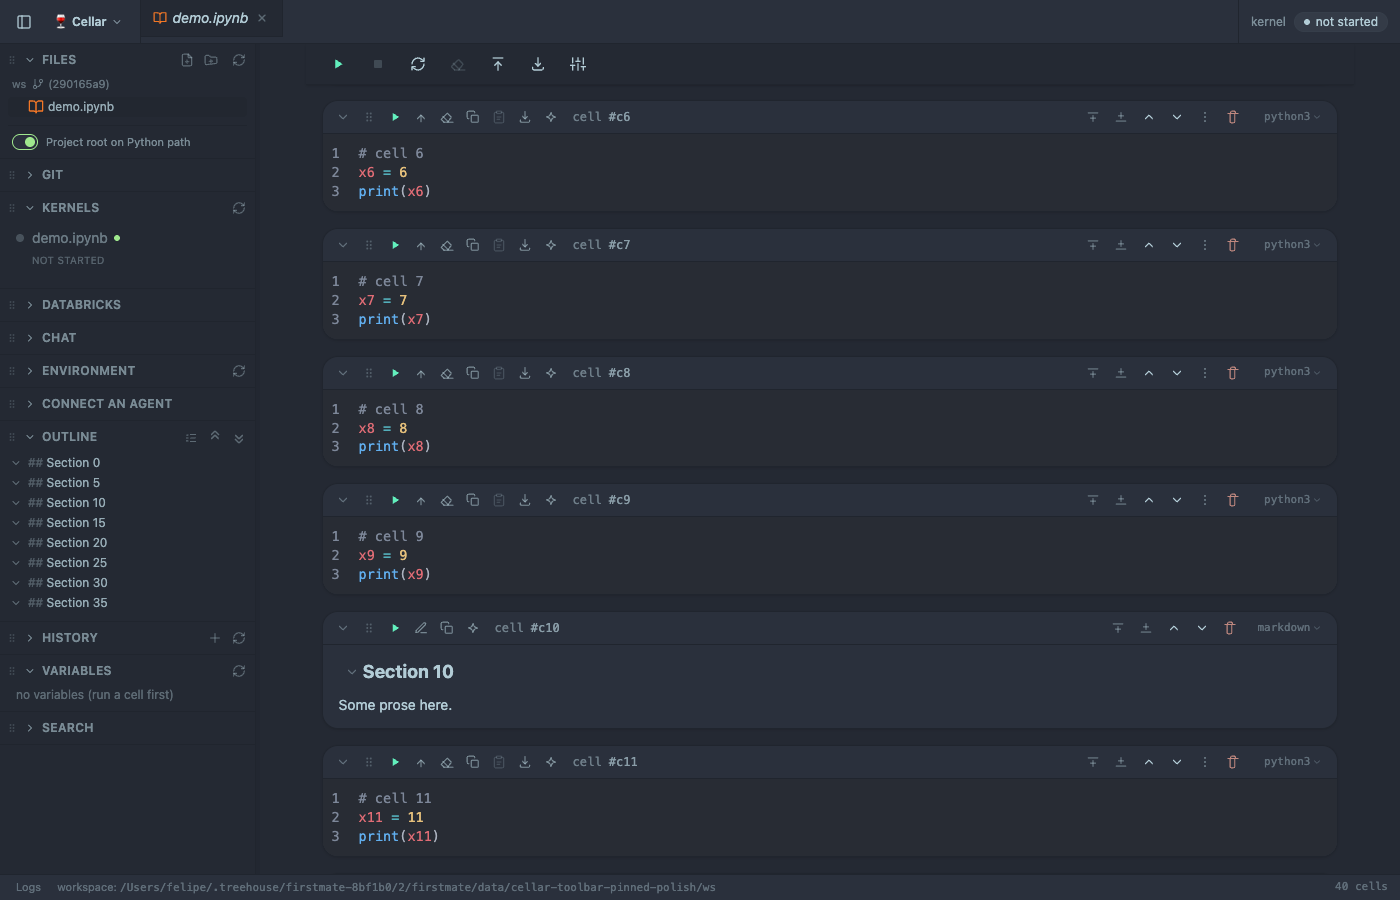 Cellar
demo.ipynb
kernel
not started
FILES
ws (290165a9)
demo.ipynb
Project root on Python path
GIT
KERNELS
demo.ipynb
NOT STARTED
DATABRICKS
CHAT
ENVIRONMENT
CONNECT AN AGENT
OUTLINE
## Section 0
## Section 5
## Section 10
## Section 15
## Section 20
## Section 25
## Section 30
## Section 35
HISTORY
VARIABLES
no variables (run a cell first)
SEARCH
cell #c6
python3
1 # cell 6
2 x6 = 6
3 print(x6)
cell #c7
python3
1 # cell 7
2 x7 = 7
3 print(x7)
cell #c8
python3
1 # cell 8
2 x8 = 8
3 print(x8)
cell #c9
python3
1 # cell 9
2 x9 = 9
3 print(x9)
cell #c10
markdown
Section 10
Some prose here.
cell #c11
python3
1 # cell 11
2 x11 = 11
3 print(x11)
Logs workspace: /Users/felipe/.treehouse/firstmate-8bf1b0/2/firstmate/data/cellar-toolbar-pinned-polish/ws
40 cells